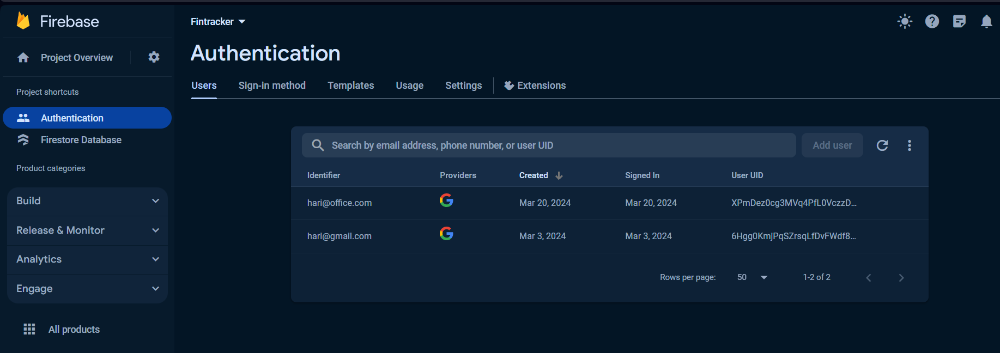 Firebase
Project Overview
Project shortcuts
Authentication
Firestore Database
Product categories
Build
Release & Monitor
Analytics
Engage
All products
Fintracker
Authentication
Users Sign-in method Templates Usage Settings Extensions
Search by email address, phone number, or user UID Add user
Identifier Providers Created Signed In User UID
hari@office.com Mar 20, 2024 Mar 20, 2024 XPmDez0cg3MVq4PfL0VczzD...
hari@gmail.com Mar 3, 2024 Mar 3, 2024 6Hgg0KmjPqSZrsqLfDvFWdf8...
Rows per page: 50 1-2 of 2